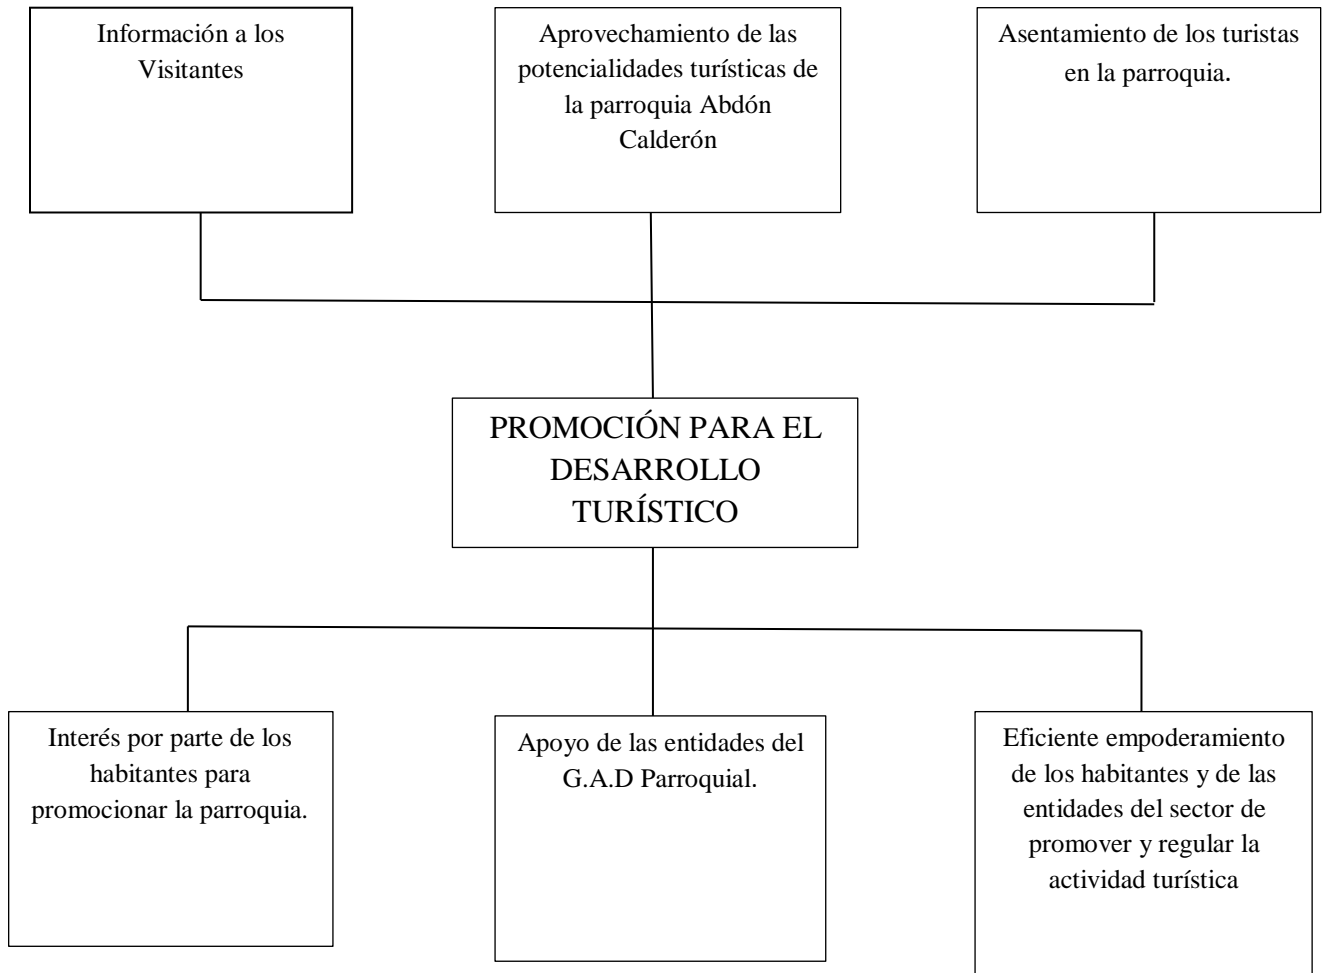 Información a los
Visitantes
Aprovechamiento de las
potencialidades turísticas de
la parroquia Abdón
Calderón
Asentamiento de los turistas
en la parroquia.
PROMOCIÓN PARA EL
DESARROLLO
TURÍSTICO
Interés por parte de los
habitantes para
promocionar la parroquia.
Apoyo de las entidades del
G.A.D Parroquial.
Eficiente empoderamiento
de los habitantes y de las
entidades del sector de
promover y regular la
actividad turística